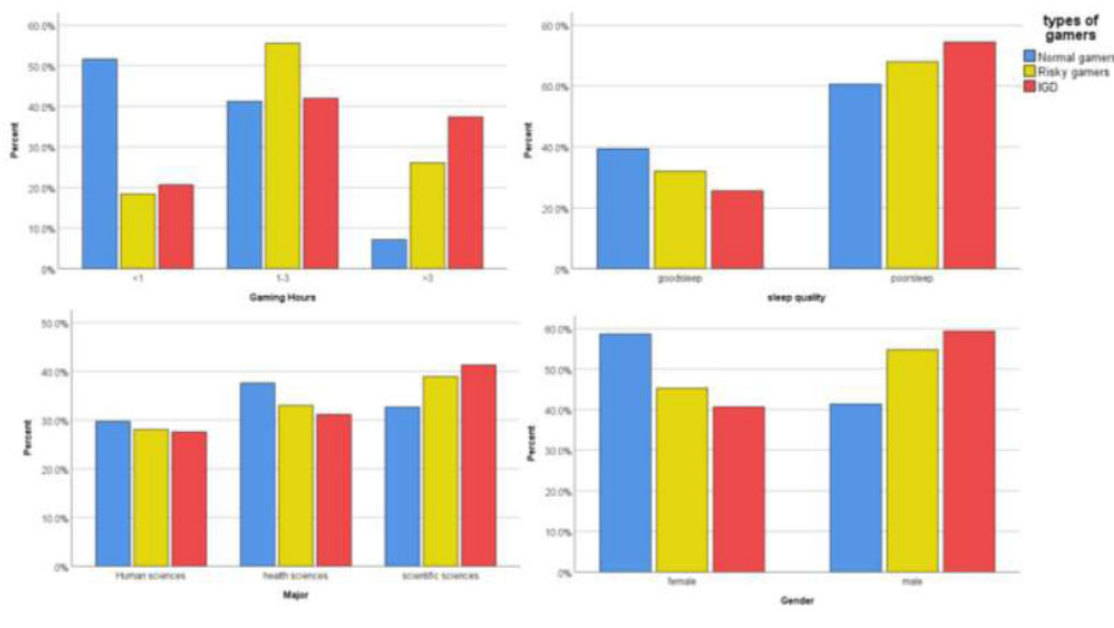 60.0%
50.0%
40.0%
30.0%
20.0%
10.0%
0%
Percent
<1
1-3
>3
Gaming Hours
80.0%
60.0%
40.0%
20.0%
0%
Percent
goodsleep
poorsleep
sleep quality
types of
gamers
Normal gamers
Risky gamers
IGD
50.0%
40.0%
30.0%
20.0%
10.0%
0%
Percent
Human sciences
health sciences
scientific sciences
Major
60.0%
50.0%
40.0%
30.0%
20.0%
10.0%
0%
Percent
female
male
Gender